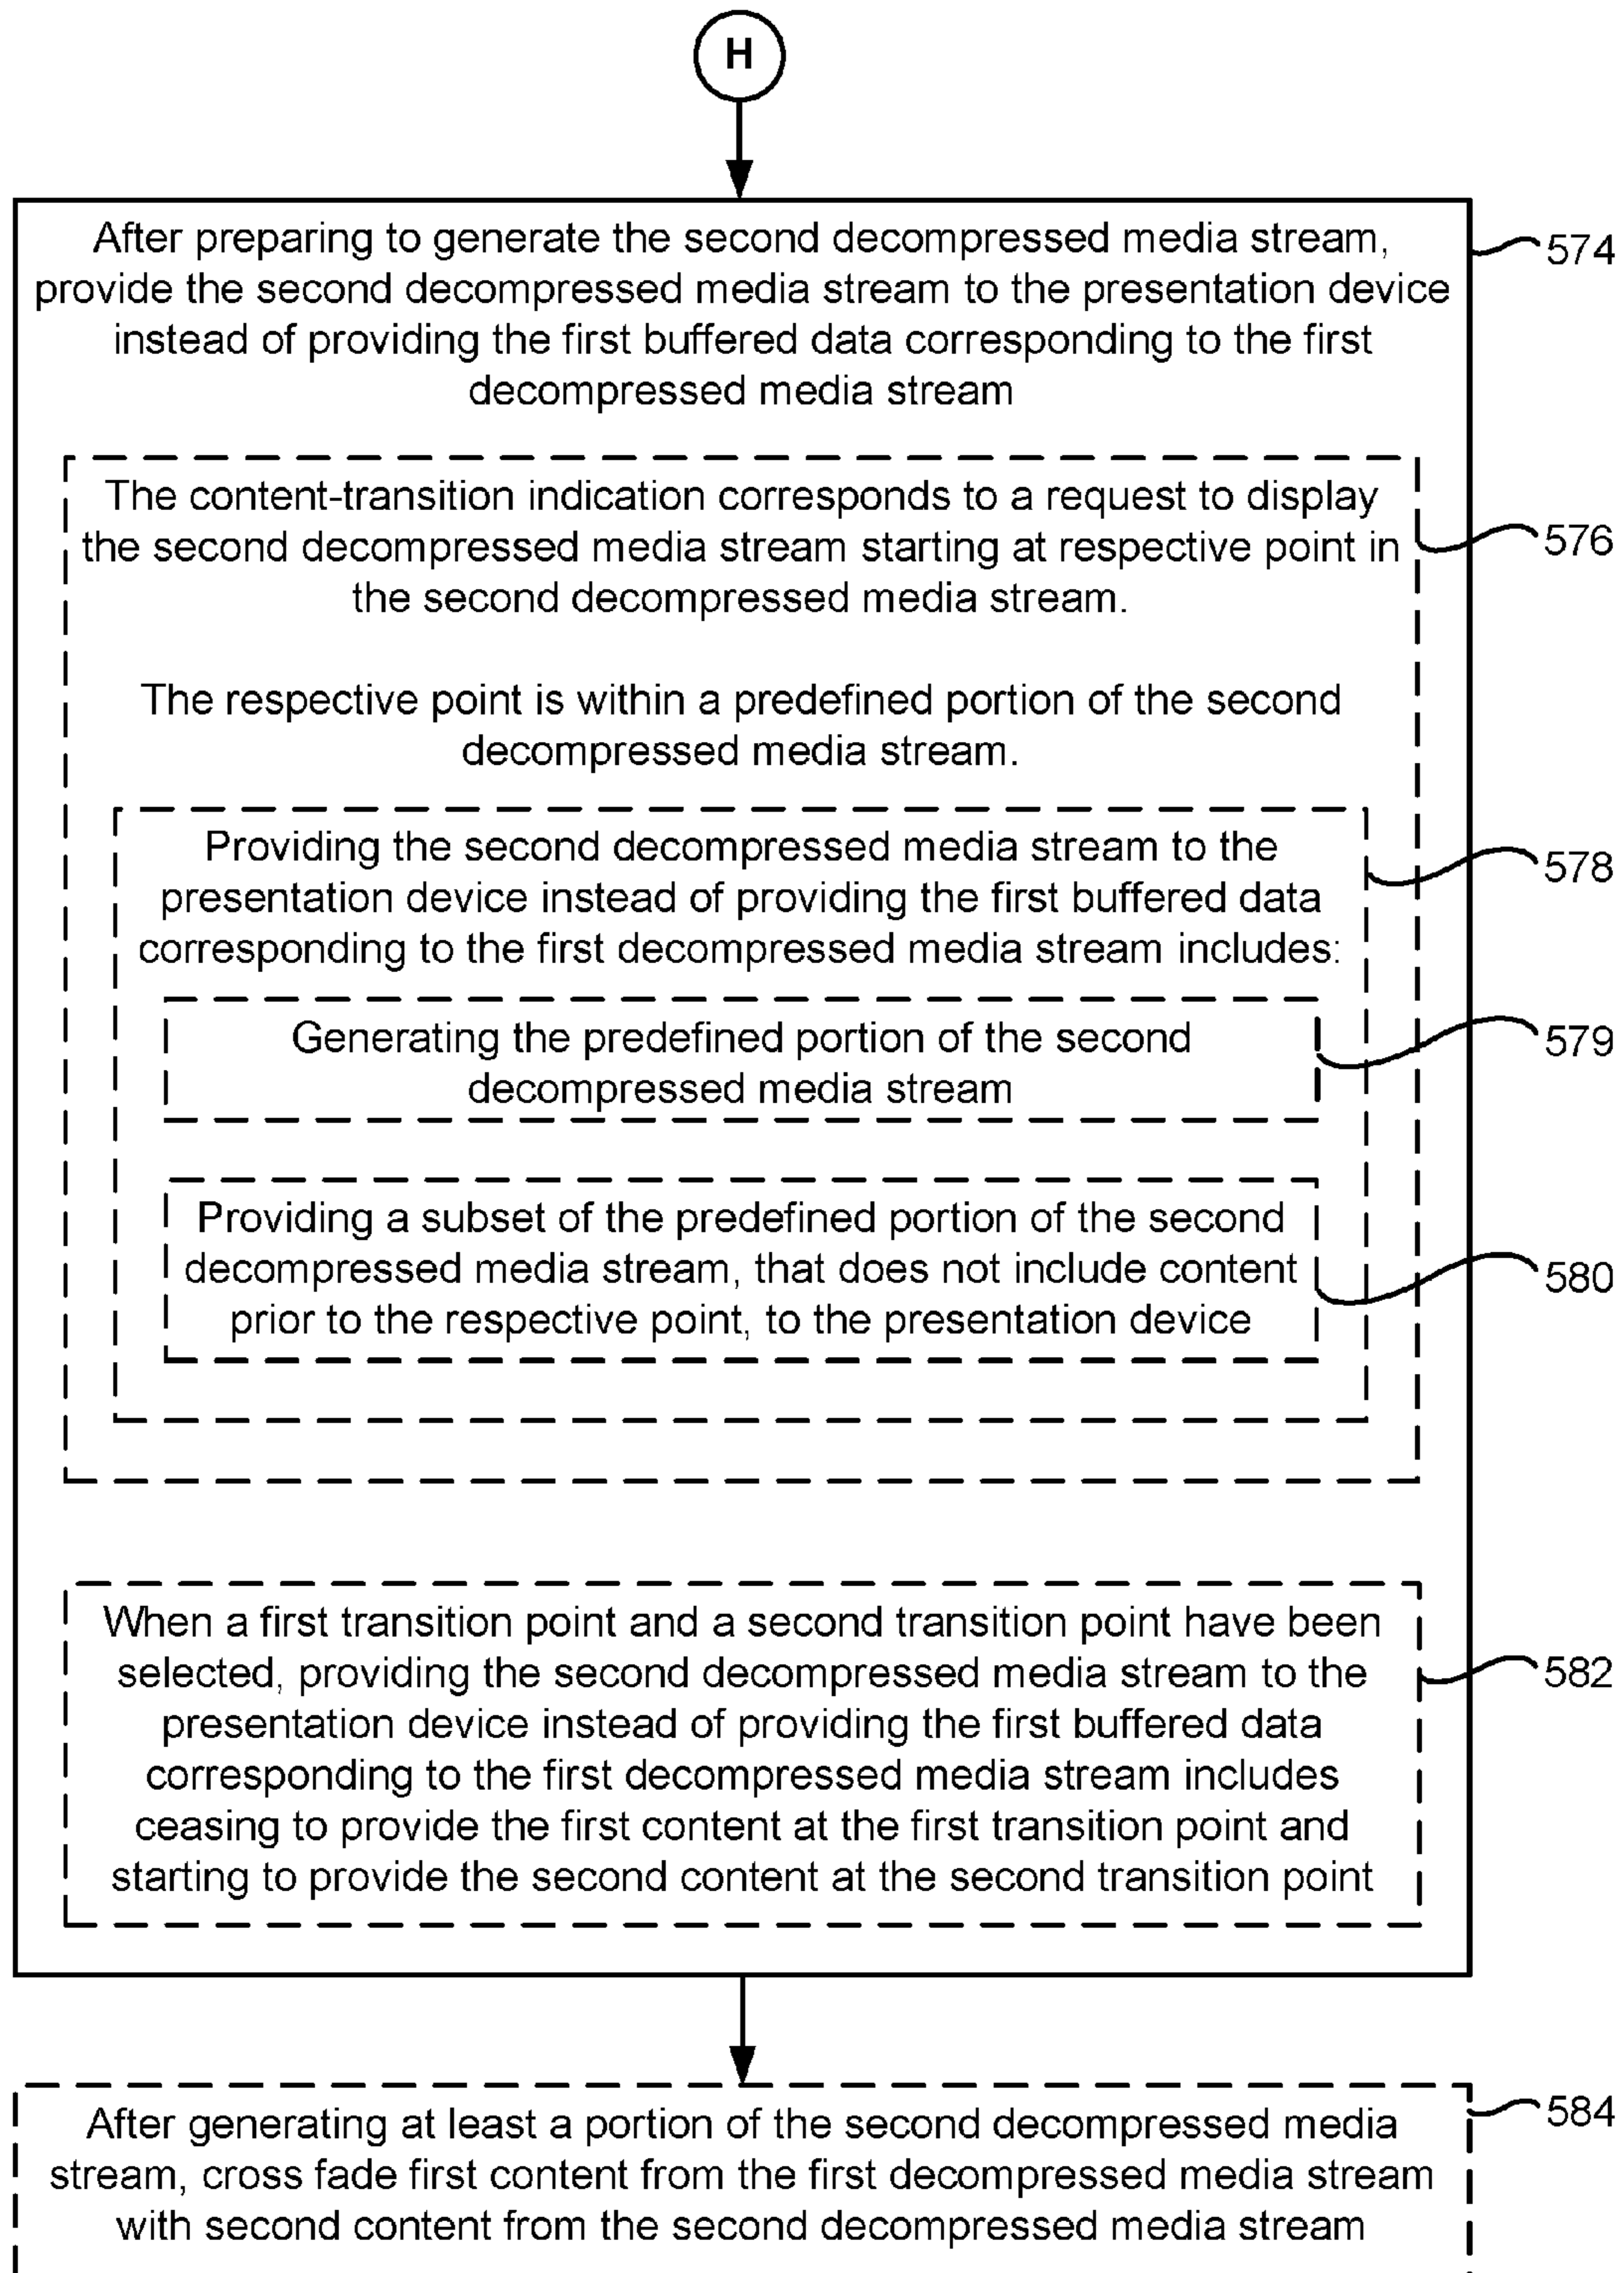 H
After preparing to generate the second decompressed media stream,
provide the second decompressed media stream to the presentation device
instead of providing the first buffered data corresponding to the first
decompressed media stream
574
The content-transition indication corresponds to a request to display
the second decompressed media stream starting at respective point in
the second decompressed media stream.
576
The respective point is within a predefined portion of the second
decompressed media stream.
Providing the second decompressed media stream to the
presentation device instead of providing the first buffered data
corresponding to the first decompressed media stream includes:
578
Generating the predefined portion of the second
decompressed media stream
579
Providing a subset of the predefined portion of the second
decompressed media stream, that does not include content
prior to the respective point, to the presentation device
580
When a first transition point and a second transition point have been
selected, providing the second decompressed media stream to the
presentation device instead of providing the first buffered data
corresponding to the first decompressed media stream includes
ceasing to provide the first content at the first transition point and
starting to provide the second content at the second transition point
582
After generating at least a portion of the second decompressed media
stream, cross fade first content from the first decompressed media stream
with second content from the second decompressed media stream
584